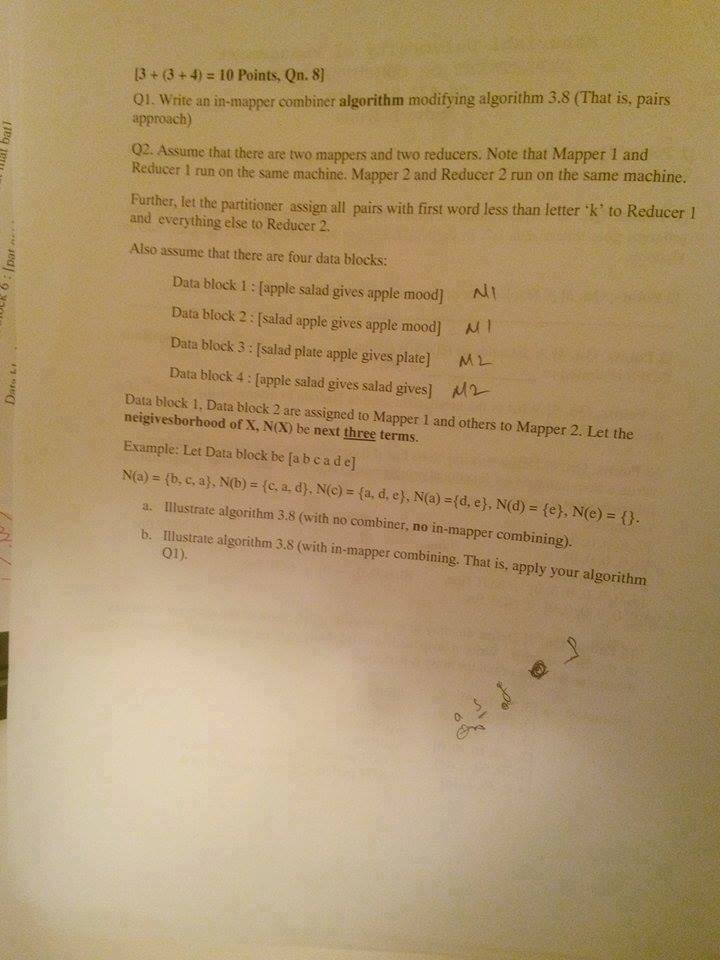 [3 + (3 + 4) = 10 Points, Qn. 8]
Q1. Write an in-mapper combiner algorithm modifying algorithm 3.8 (That is, pairs
approach)
Q2. Assume that there are two mappers and two reducers. Note that Mapper 1 and
Reducer 1 run on the same machine. Mapper 2 and Reducer 2 run on the same machine.
Further, let the partitioner assign all pairs with first word less than letter ‘k’ to Reducer 1
and everything else to Reducer 2.
Also assume that there are four data blocks:
Data block 1 : [apple salad gives apple mood] M1
Data block 2 : [salad apple gives apple mood] M1
Data block 3 : [salad plate apple gives plate] M2
Data block 4 : [apple salad gives salad gives] M2
Data block 1, Data block 2 are assigned to Mapper 1 and others to Mapper 2. Let the
neigivesborhood of X, N(X) be next three terms.
Example: Let Data block be [a b c a d e]
N(a) = {b, c, a}, N(b) = {c, a, d}, N(c) = {a, d, e}, N(a) ={d, e}, N(d) = {e}, N(e) = {}.
a. Illustrate algorithm 3.8 (with no combiner, no in-mapper combining).
b. Illustrate algorithm 3.8 (with in-mapper combining. That is, apply your algorithm
Q1).